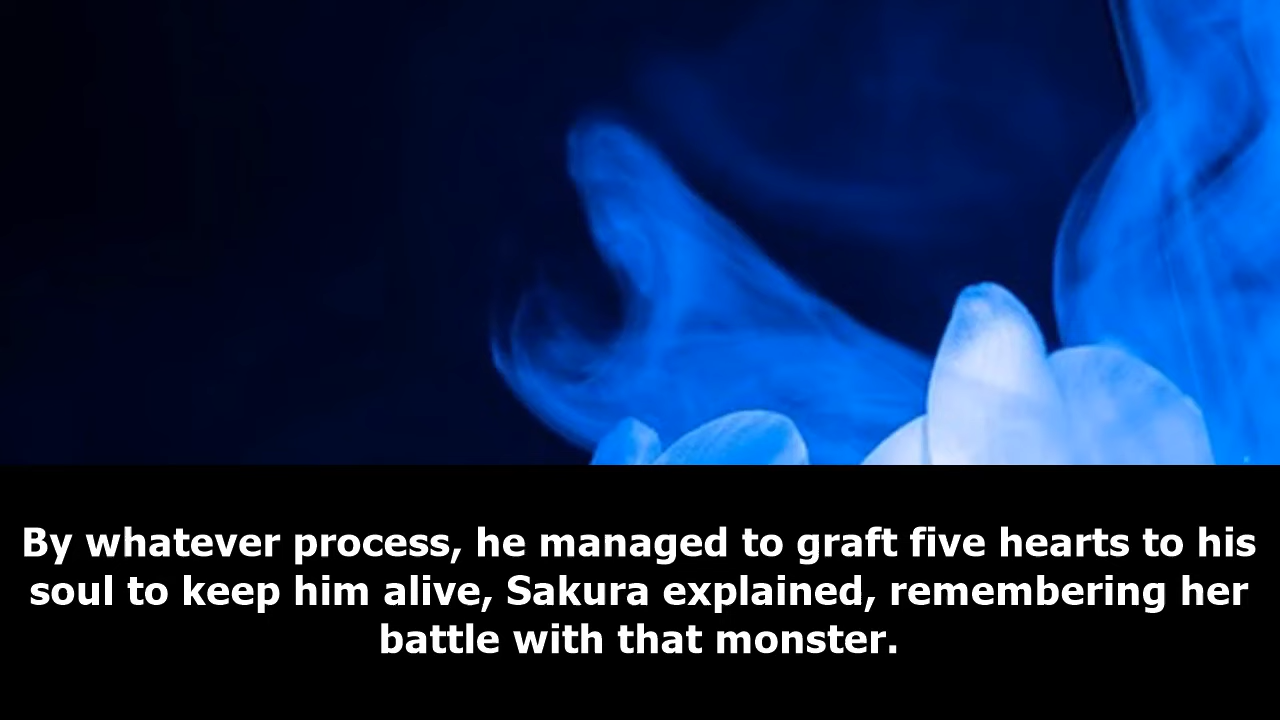 By whatever process, he managed to graft five hearts to his
soul to keep him alive, Sakura explained, remembering her
battle with that monster.